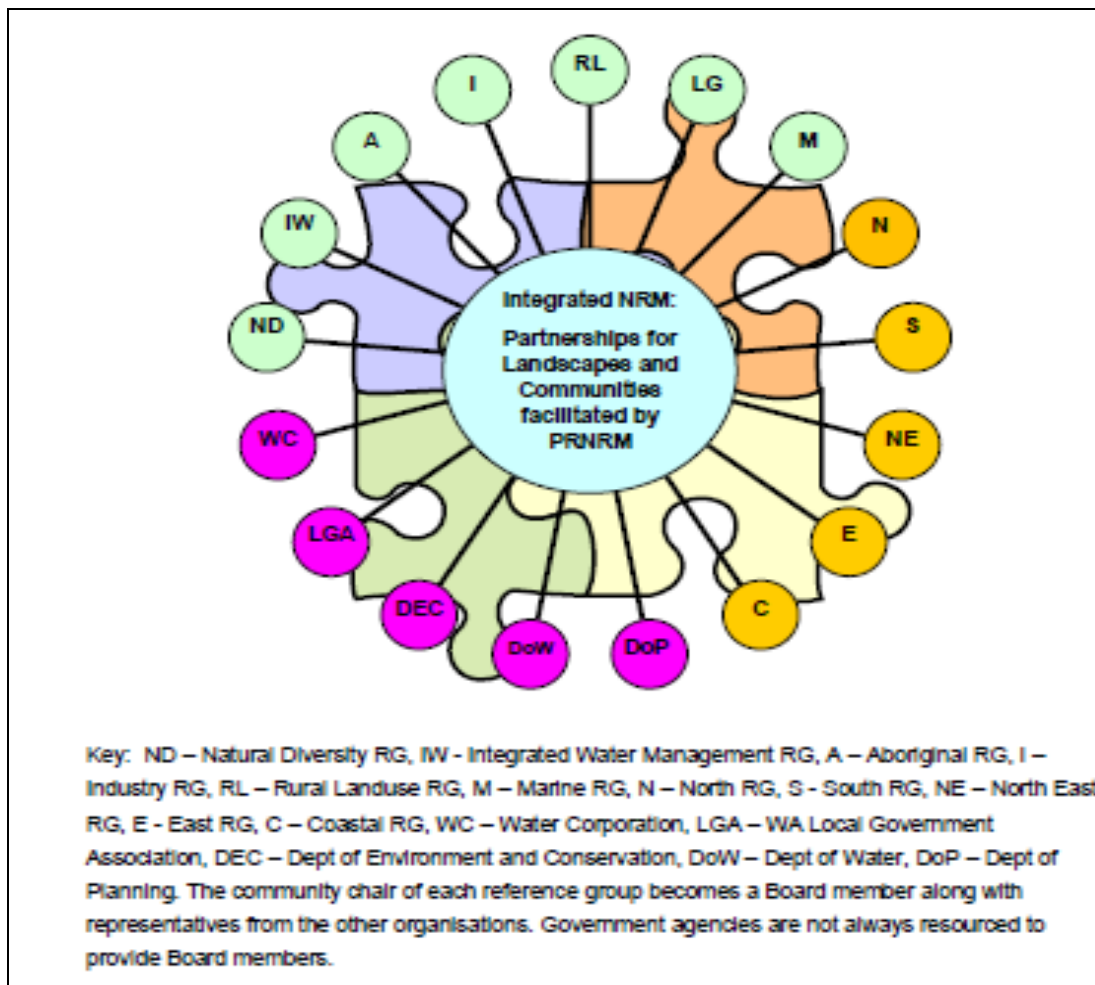 RL
I
LG
A
M
IW
N
ND
S
Integrated NRM:
Partnerships for
Landscapes and
Communities
facilitated by
PRNRM
WC
NE
LGA
E
DEC
C
DoW
DoP
Key: ND – Natural Diversity RG, IW - Integrated Water Management RG, A – Aboriginal RG, I –
Industry RG, RL – Rural Landuse RG, M – Marine RG, N – North RG, S - South RG, NE – North East
RG, E - East RG, C – Coastal RG, WC – Water Corporation, LGA – WA Local Government
Association, DEC – Dept of Environment and Conservation, DoW – Dept of Water, DoP – Dept of
Planning. The community chair of each reference group becomes a Board member along with
representatives from the other organisations. Government agencies are not always resourced to
provide Board members.